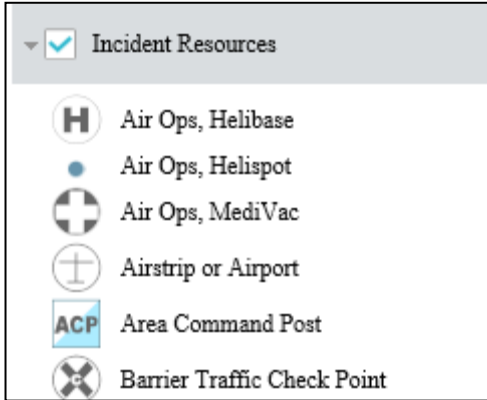 Incident Resources
H Air Ops, Helibase
Air Ops, Helispot
Air Ops, MediVac
Airstrip or Airport
ACP Area Command Post
C Barrier Traffic Check Point